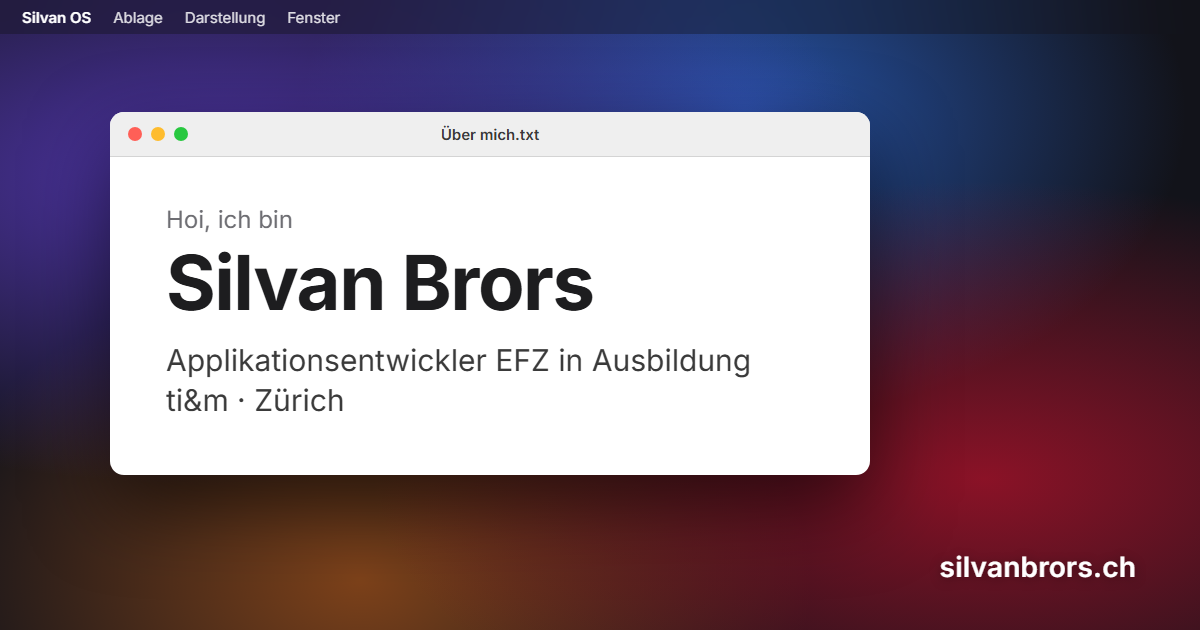 Silvan OS Ablage Darstellung Fenster
Über mich.txt
Hoi, ich bin
Silvan Brors
Applikationsentwickler EFZ in Ausbildung
ti&m · Zürich
silvanbrors.ch